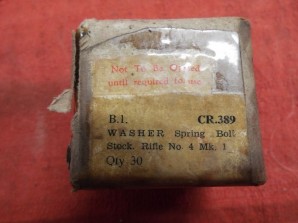 Not To Be Opened
until required for use
B.1. CR.389
WASHER Spring Bolt
Stock. Rifle No 4 Mk. 1
Qty 30